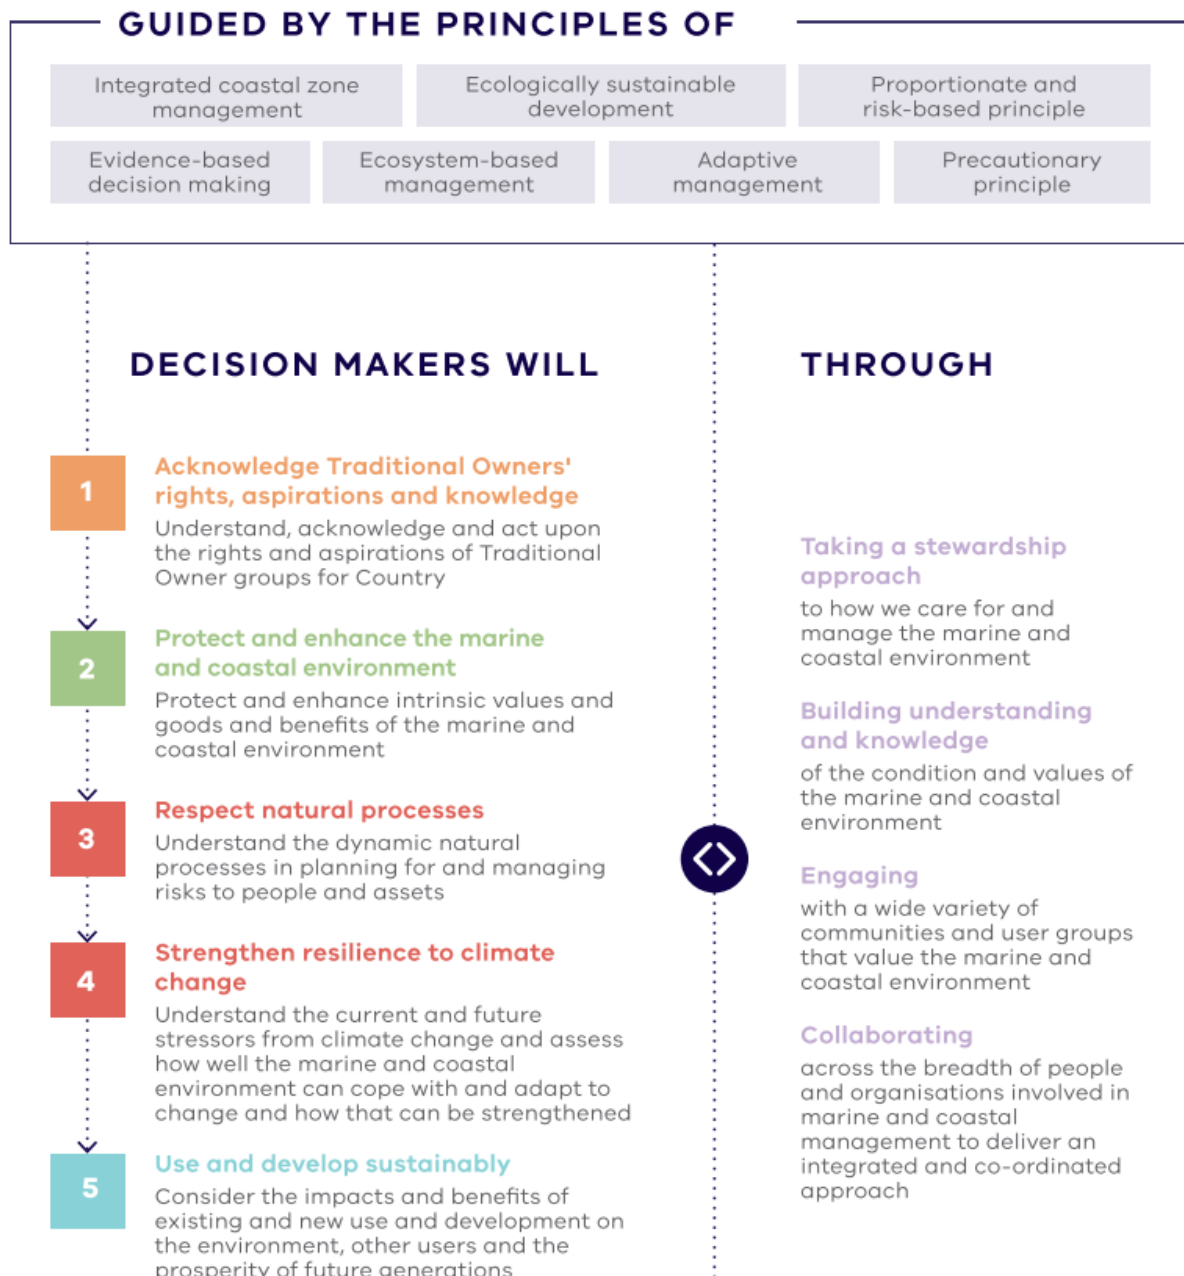 GUIDED BY THE PRINCIPLES OF
Integrated coastal zone
management
Ecologically sustainable
development
Proportionate and
risk-based principle
Evidence-based
decision making
Ecosystem-based
management
Adaptive
management
Precautionary
principle
DECISION MAKERS WILL
1
Acknowledge Traditional Owners'
rights, aspirations and knowledge
Understand, acknowledge and act upon
the rights and aspirations of Traditional
Owner groups for Country
2
Protect and enhance the marine
and coastal environment
Protect and enhance intrinsic values and
goods and benefits of the marine and
coastal environment
3
Respect natural processes
Understand the dynamic natural
processes in planning for and managing
risks to people and assets
4
Strengthen resilience to climate
change
Understand the current and future
stressors from climate change and assess
how well the marine and coastal
environment can cope with and adapt to
change and how that can be strengthened
5
Use and develop sustainably
Consider the impacts and benefits of
existing and new use and development on
the environment, other users and the
prosperity of future generations
THROUGH
Taking a stewardship
approach
to how we care for and
manage the marine and
coastal environment
Building understanding
and knowledge
of the condition and values of
the marine and coastal
environment
Engaging
with a wide variety of
communities and user groups
that value the marine and
coastal environment
Collaborating
across the breadth of people
and organisations involved in
marine and coastal
management to deliver an
integrated and co-ordinated
approach